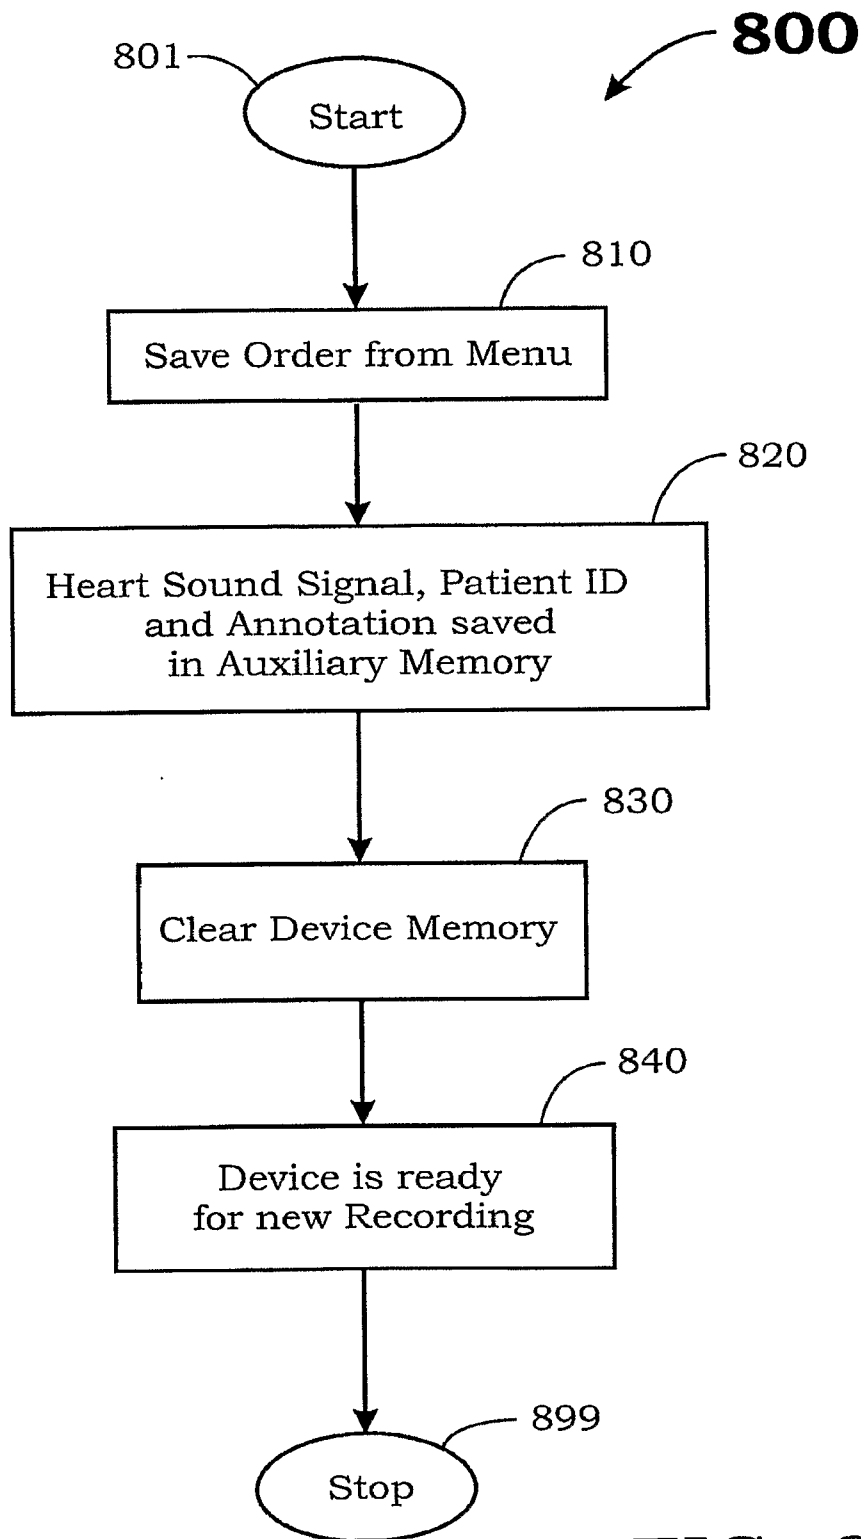 800
801
Start
810
Save Order from Menu
820
Heart Sound Signal, Patient ID
and Annotation saved
in Auxiliary Memory
830
Clear Device Memory
840
Device is ready
for new Recording
899
Stop